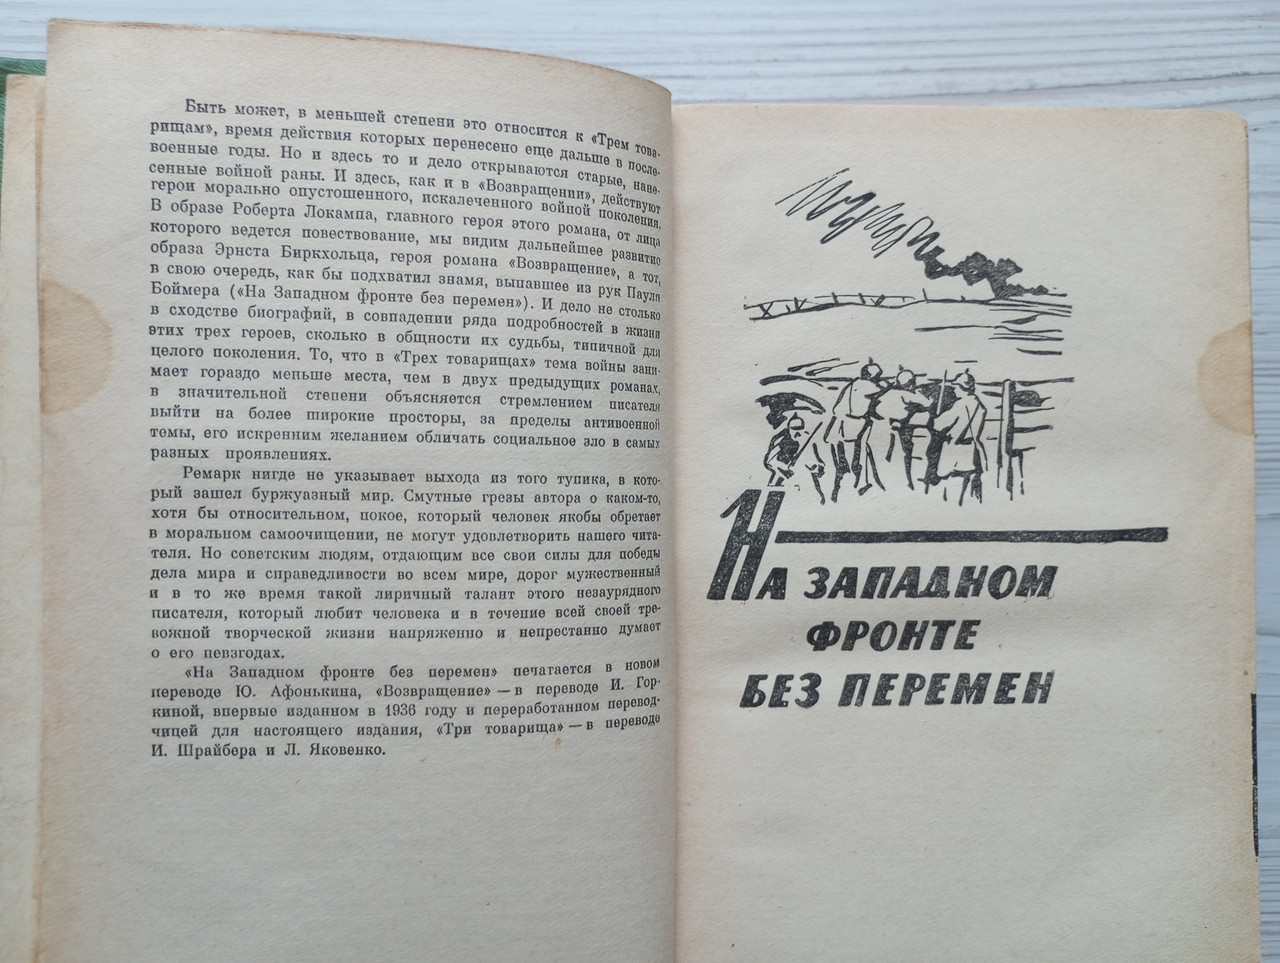 Быть может, в меньшей степени это относится к «Трем това-
рищам», время действия которых перенесено еще дальше в после-
военные годы. Но и здесь то и дело открываются старые, нане-
сенные войной раны. И здесь, как и в «Возвращении», действуют
герои морально опустошенного, искалеченного войной поколения.
В образе Роберта Локампа, главного героя этого романа, от лица
которого ведется повествование, мы видим дальнейшее развитие
образа Эрнста Биркхольца, героя романа «Возвращение», а тот,
в свою очередь, как бы подхватил знамя, выпавшее из рук Пауля
Боймера («На Западном фронте без перемен»). И дело не столько
в сходстве биографий, в совпадении ряда подробностей в жизни
этих трех героев, сколько в общности их судьбы, типичной для
целого поколения. То, что в «Трех товарищах» тема войны зани-
мает гораздо меньше места, чем в двух предыдущих романах,
в значительной степени объясняется стремлением писателя
выйти на более широкие просторы, за пределы антивоенной
темы, его искренним желанием обличать социальное зло в самых
разных проявлениях.
Ремарк нигде не указывает выхода из того тупика, в кото-
рый зашел буржуазный мир. Смутные грезы автора о каком-то,
хотя бы относительном, покое, который человек якобы обретает
в моральном самоочищении, не могут удовлетворить нашего чита-
теля. Но советским людям, отдающим все свои силы для победы
дела мира и справедливости во всем мире, дорог мужественный
и в то же время такой лиричный талант этого незаурядного
писателя, который любит человека и в течение всей своей тре-
вожной творческой жизни напряженно и непрестанно думает
о его невзгодах.
«На Западном фронте без перемен» печатается в новом
переводе Ю. Афонькина, «Возвращение» — в переводе И. Гор-
киной, впервые изданном в 1936 году и переработанном перевод-
чицей для настоящего издания, «Три товарища» — в переводе
И. Шрайбера и Л. Яковенко.
НА ЗАПАДНОМ
ФРОНТЕ
БЕЗ ПЕРЕМЕН